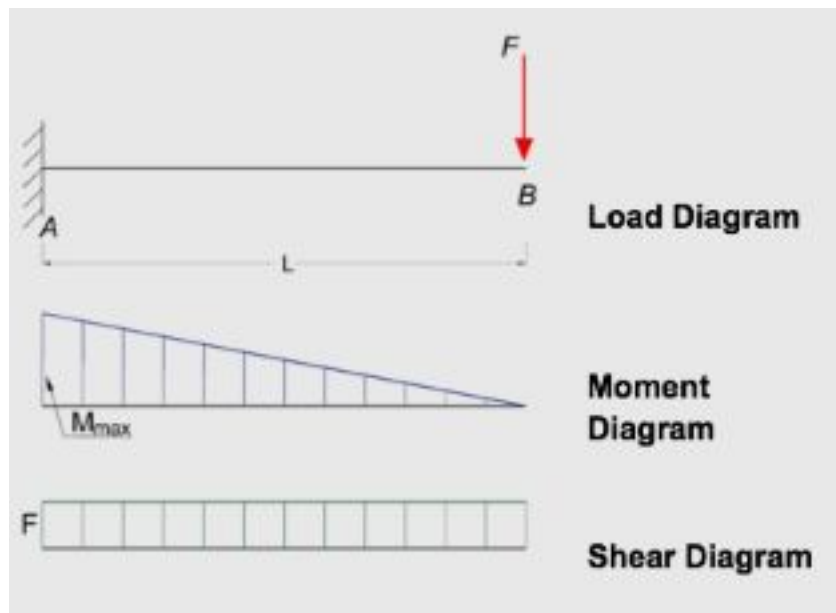 F
B
A
Load Diagram
L
Moment
Diagram
Mmax
F
Shear Diagram